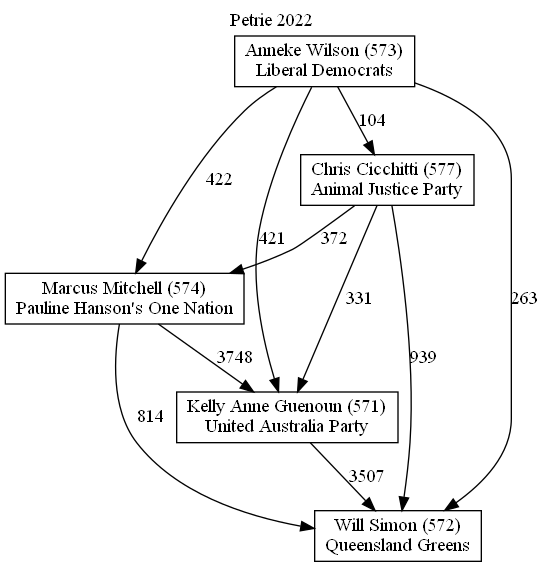 Petrie 2022
Anneke Wilson (573)
Liberal Democrats
104
Chris Cicchitti (577)
Animal Justice Party
422
421
372
331
263
Marcus Mitchell (574)
Pauline Hanson's One Nation
3748
939
814
Kelly Anne Guenoun (571)
United Australia Party
3507
Will Simon (572)
Queensland Greens